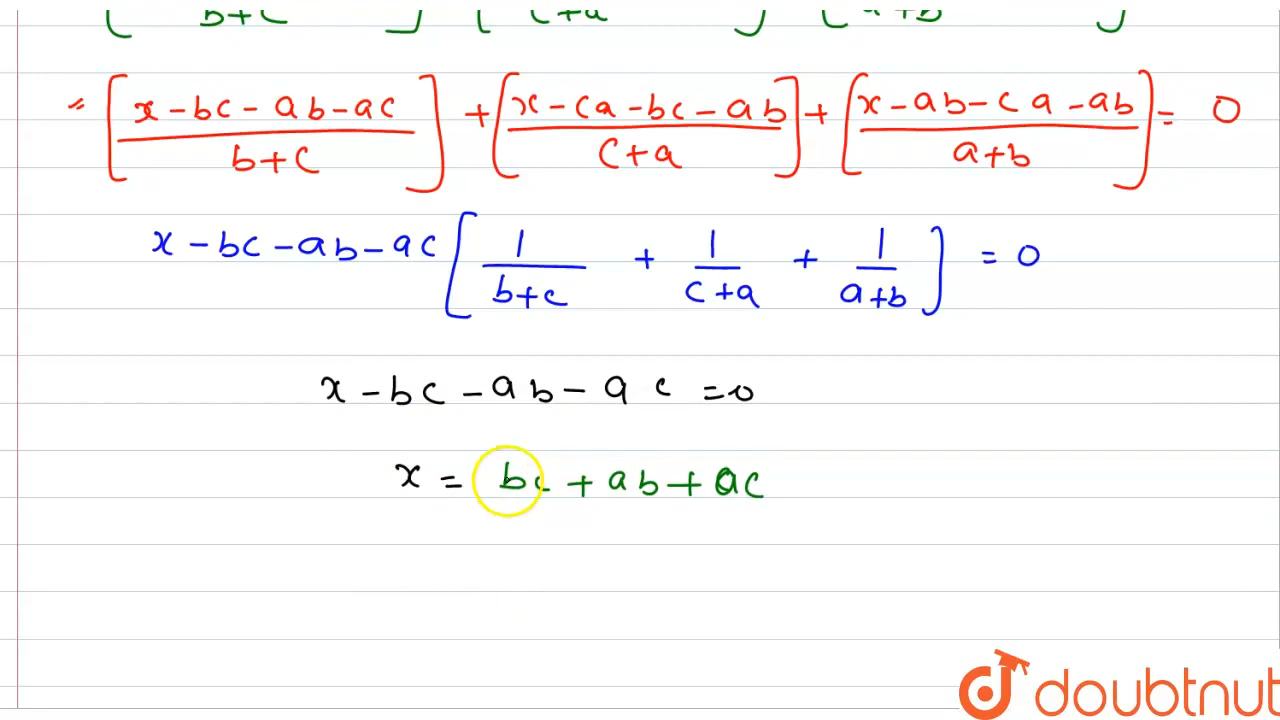 b+c c+a a+b
= [x-bc-ab-ac / b+c] + [x-ca-bc-ab / c+a] + [x-ab-ca-ab / a+b] = 0
x-bc-ab-ac [1 / b+c + 1 / c+a + 1 / a+b] = 0
x-bc-ab-ac = 0
x = bc+ab+ac
doubtnut